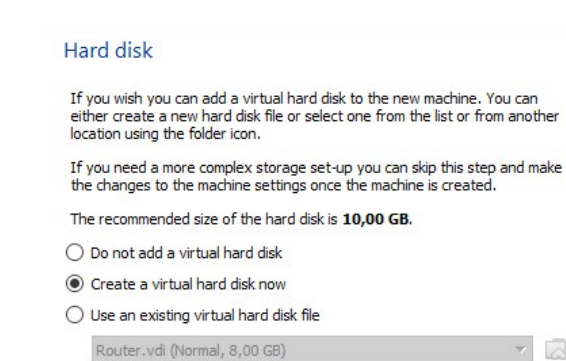 Hard disk
If you wish you can add a virtual hard disk to the new machine. You can
either create a new hard disk file or select one from the list or from another
location using the folder icon.
If you need a more complex storage set-up you can skip this step and make
the changes to the machine settings once the machine is created.
The recommended size of the hard disk is 10,00 GB.
Do not add a virtual hard disk
Create a virtual hard disk now
Use an existing virtual hard disk file
Router.vdi (Normal, 8,00 GB)